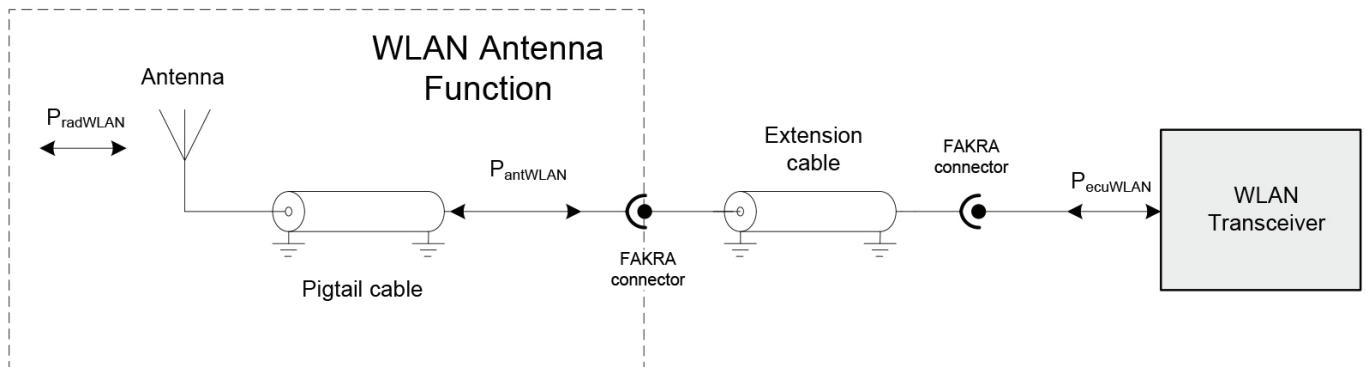 WLAN Antenna
Function
Antenna
PradWLAN
Extension
cable
FAKRA
connector
PantWLAN
PecuWLAN
WLAN
Transceiver
FAKRA
connector
Pigtail cable